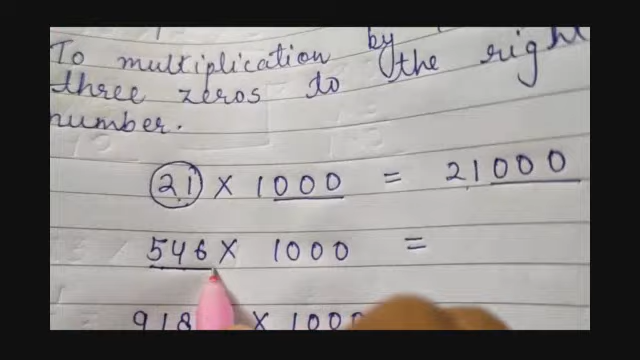 To multiplication by
three zeros to the right
number.
21 × 1000 = 21000
546 × 1000 =
918 × 1000